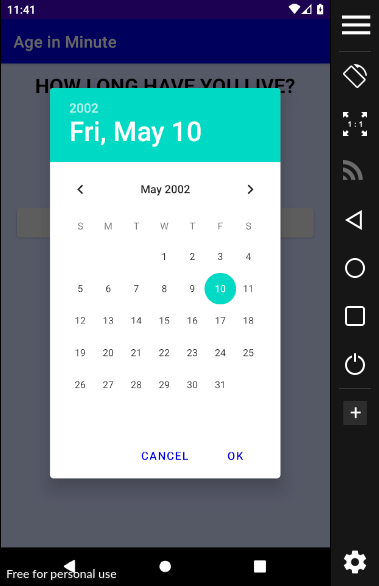 11:41
Age in Minute
HOW LONG HAVE YOU LIVE?
2002
Fri, May 10
May 2002
S M T W T F S
1 2 3 4
5 6 7 8 9 10 11
12 13 14 15 16 17 18
19 20 21 22 23 24 25
26 27 28 29 30 31
CANCEL OK
Free for personal use
1:1